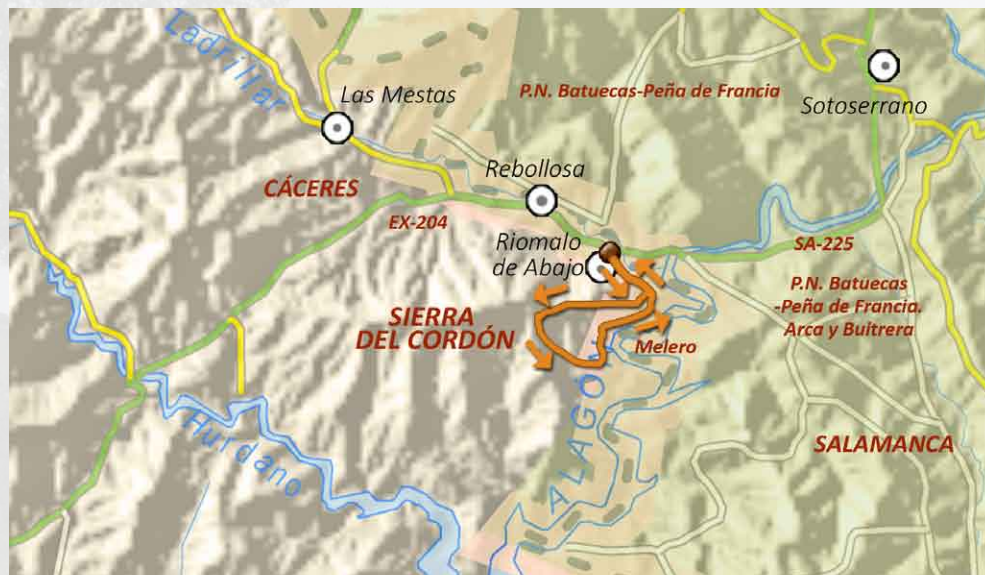 Ladrillar
Las Mestas
P.N. Batuecas-Peña de Francia
Sotoserrano
Rebollosa
CÁCERES
EX-204
Riomalo
de Abajo
SA-225
P.N. Batuecas
-Peña de Francia.
Arca y Buitrera
SIERRA
DEL CORDÓN
Melero
ALAGÓN
Hurdano
SALAMANCA